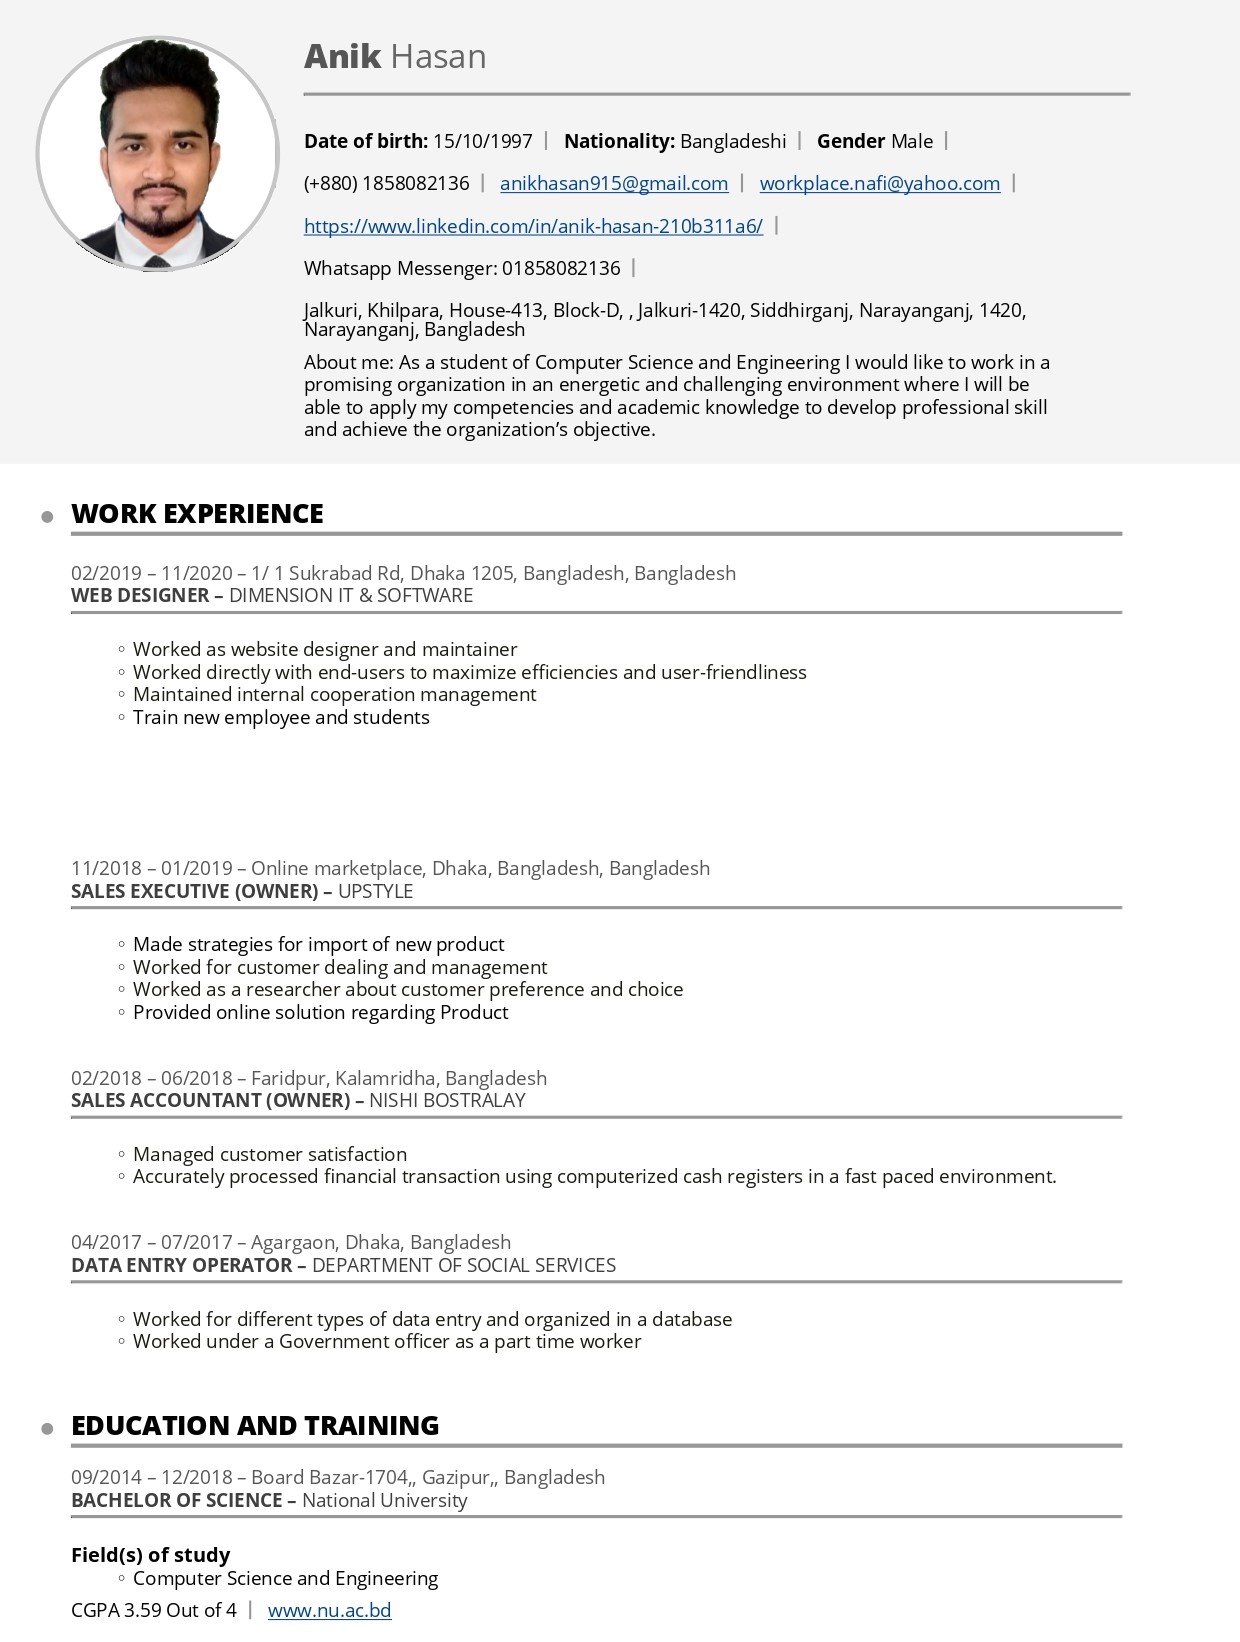 Anik Hasan
Date of birth: 15/10/1997 | Nationality: Bangladeshi | Gender Male |
(+880) 1858082136 | anikhasan915@gmail.com | workplace.nafi@yahoo.com |
https://www.linkedin.com/in/anik-hasan-210b311a6/ |
Whatsapp Messenger: 01858082136 |
Jalkuri, Khilpara, House-413, Block-D, , Jalkuri-1420, Siddhirganj, Narayanganj, 1420,
Narayanganj, Bangladesh
About me: As a student of Computer Science and Engineering I would like to work in a
promising organization in an energetic and challenging environment where I will be
able to apply my competencies and academic knowledge to develop professional skill
and achieve the organization’s objective.
WORK EXPERIENCE
02/2019 – 11/2020 – 1/ 1 Sukrabad Rd, Dhaka 1205, Bangladesh, Bangladesh
WEB DESIGNER – DIMENSION IT & SOFTWARE
◦ Worked as website designer and maintainer
◦ Worked directly with end-users to maximize efficiencies and user-friendliness
◦ Maintained internal cooperation management
◦ Train new employee and students
11/2018 – 01/2019 – Online marketplace, Dhaka, Bangladesh, Bangladesh
SALES EXECUTIVE (OWNER) – UPSTYLE
◦ Made strategies for import of new product
◦ Worked for customer dealing and management
◦ Worked as a researcher about customer preference and choice
◦ Provided online solution regarding Product
02/2018 – 06/2018 – Faridpur, Kalamridha, Bangladesh
SALES ACCOUNTANT (OWNER) – NISHI BOSTRALAY
◦ Managed customer satisfaction
◦ Accurately processed financial transaction using computerized cash registers in a fast paced environment.
04/2017 – 07/2017 – Agargaon, Dhaka, Bangladesh
DATA ENTRY OPERATOR – DEPARTMENT OF SOCIAL SERVICES
◦ Worked for different types of data entry and organized in a database
◦ Worked under a Government officer as a part time worker
EDUCATION AND TRAINING
09/2014 – 12/2018 – Board Bazar-1704,, Gazipur,, Bangladesh
BACHELOR OF SCIENCE – National University
Field(s) of study
◦ Computer Science and Engineering
CGPA 3.59 Out of 4 | www.nu.ac.bd